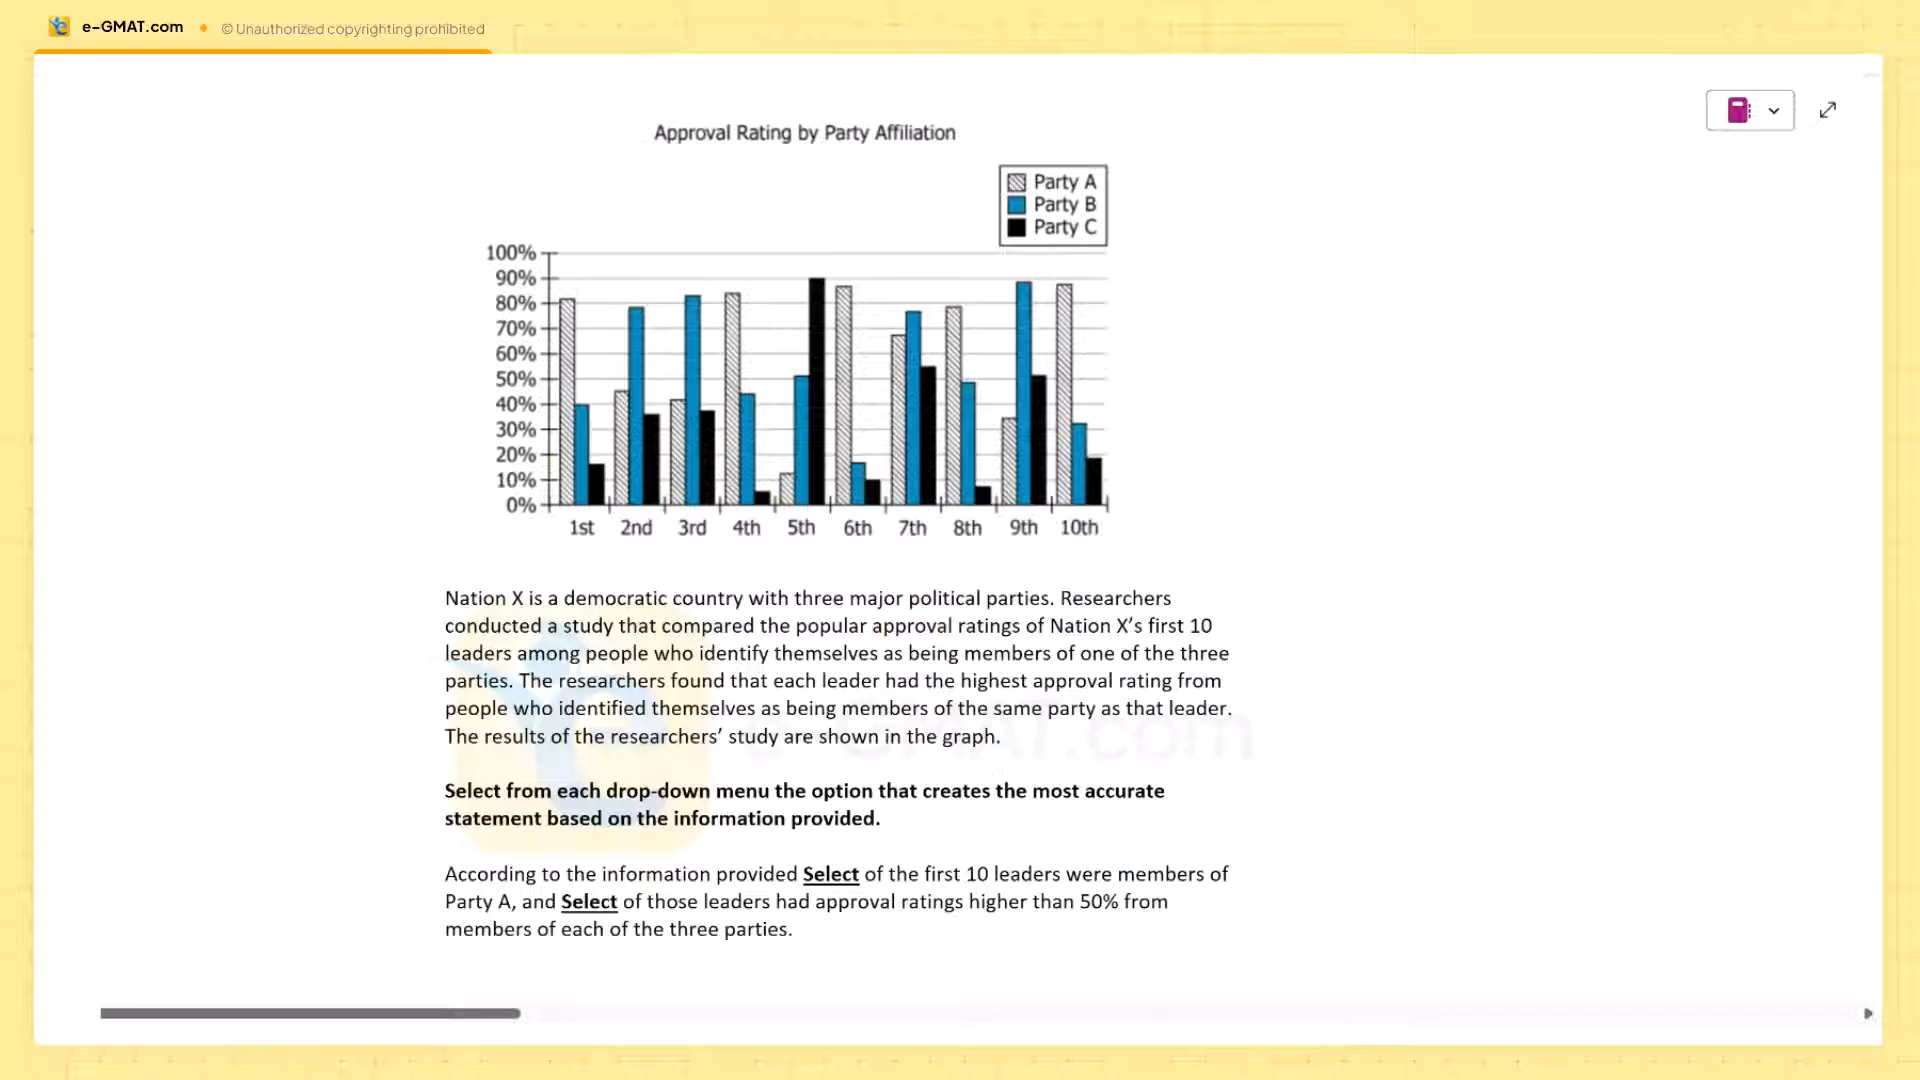 e-GMAT.com • © Unauthorized copyrighting prohibited
Approval Rating by Party Affiliation
Party A
Party B
Party C
100%
90%
80%
70%
60%
50%
40%
30%
20%
10%
0%
1st 2nd 3rd 4th 5th 6th 7th 8th 9th 10th
Nation X is a democratic country with three major political parties. Researchers
conducted a study that compared the popular approval ratings of Nation X’s first 10
leaders among people who identify themselves as being members of one of the three
parties. The researchers found that each leader had the highest approval rating from
people who identified themselves as being members of the same party as that leader.
The results of the researchers’ study are shown in the graph.
e-GMAT.com
Select from each drop-down menu the option that creates the most accurate
statement based on the information provided.
According to the information provided Select of the first 10 leaders were members of
Party A, and Select of those leaders had approval ratings higher than 50% from
members of each of the three parties.